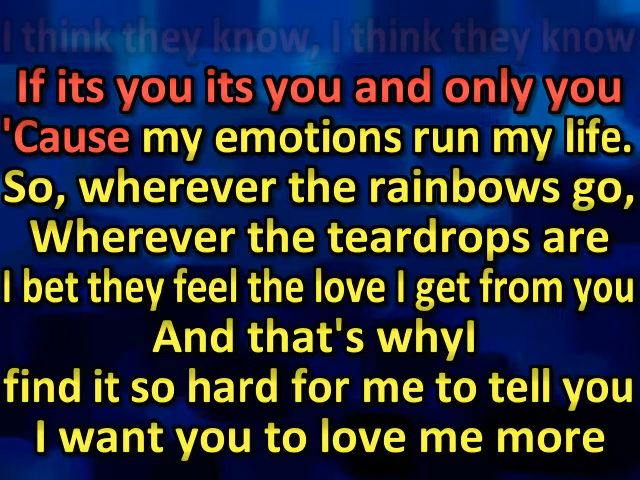 I think they know, I think they know
If its you its you and only you
'Cause my emotions run my life.
So, wherever the rainbows go,
Wherever the teardrops are
I bet they feel the love I get from you
And that's whyI
find it so hard for me to tell you
I want you to love me more